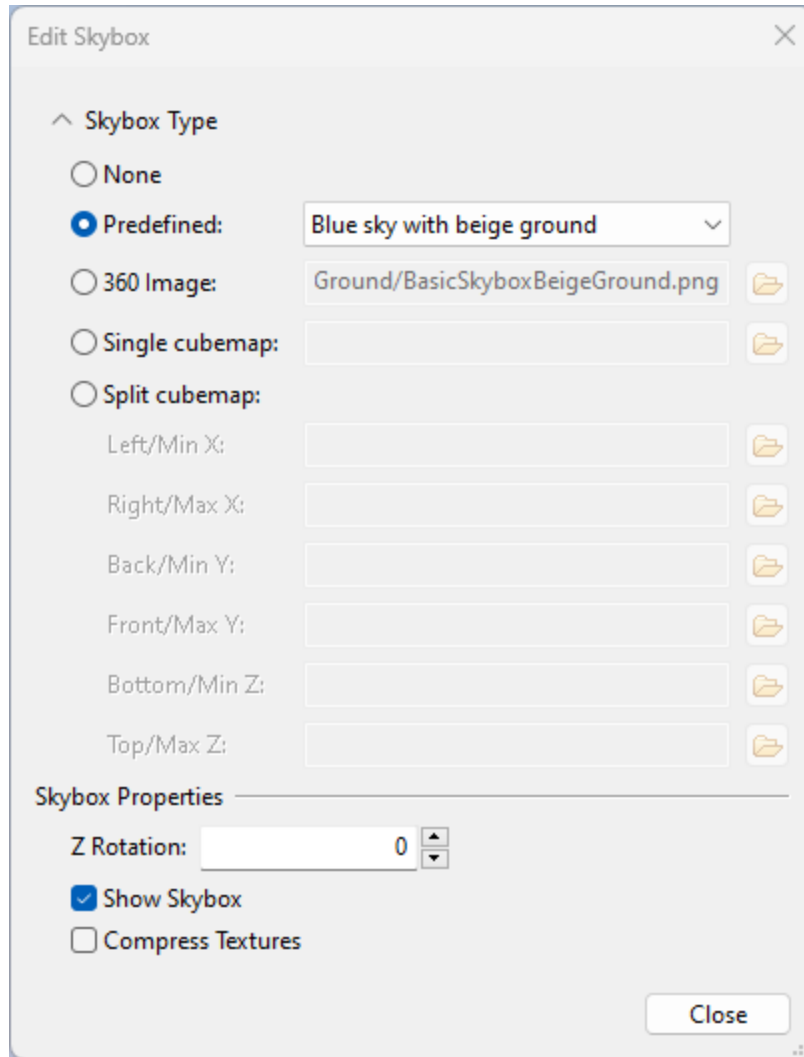 Edit Skybox
Skybox Type
None
Predefined: Blue sky with beige ground
360 Image: Ground/BasicSkyboxBeigeGround.png
Single cubemap:
Split cubemap:
Left/Min X:
Right/Max X:
Back/Min Y:
Front/Max Y:
Bottom/Min Z:
Top/Max Z:
Skybox Properties
Z Rotation: 0
Show Skybox
Compress Textures
Close